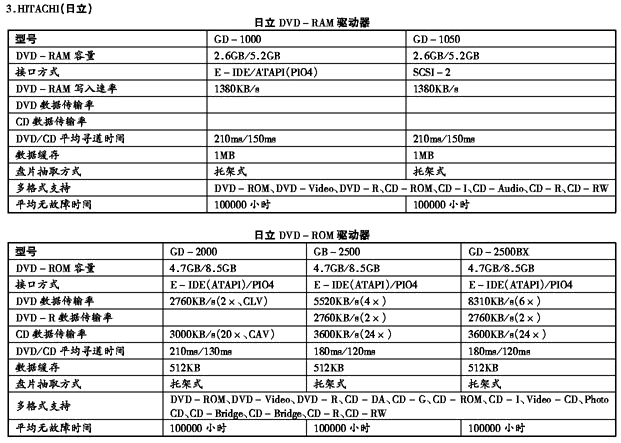 3.HITACHI(日立)
日立 DVD－RAM 驱动器
型号 GD－1000 GD－1050
DVD－RAM 容量 2.6GB/5.2GB 2.6GB/5.2GB
接口方式 E－IDE/ATAPI(PIO4) SCSI－2
DVD－RAM 写入速率 1380KB/s 1380KB/s
DVD 数据传输率
CD 数据传输率
DVD/CD 平均寻道时间 210ms/150ms 210ms/150ms
数据缓存 1MB 1MB
盘片抽取方式 托架式 托架式
多格式支持 DVD－ROM、DVD－Video、DVD－R、CD－ROM、CD－I、CD－Audio、CD－R、CD－RW
平均无故障时间 100000 小时 100000 小时
日立 DVD－ROM 驱动器
型号 GD－2000 GB－2500 GD－2500BX
DVD－ROM 容量 4.7GB/8.5GB 4.7GB/8.5GB 4.7GB/8.5GB
接口方式 E－IDE(ATAPI)/PIO4 E－IDE(ATAPI)/PIO4 E－IDE(ATAPI)/PIO4
DVD 数据传输率 2760KB/s(2×、CLV) 5520KB/s(4×) 8310KB/s(6×)
DVD－R 数据传输率 2760KB/s(2×) 2760KB/s(2×)
CD 数据传输率 3000KB/s(20×、CAV) 3600KB/s(24×) 3600KB/s(24×)
DVD/CD 平均寻道时间 210ms/130ms 180ms/120ms 180ms/120ms
数据缓存 512KB 512KB 512KB
盘片抽取方式 托架式 托架式 托架式
多格式支持 DVD－ROM、DVD－Video、DVD－R、CD－DA、CD－G、CD－ROM、CD－I、Video－CD、Photo
CD、CD－Bridge、CD－Bridge、CD－R、CD－RW
平均无故障时间 100000 小时 100000 小时 100000 小时